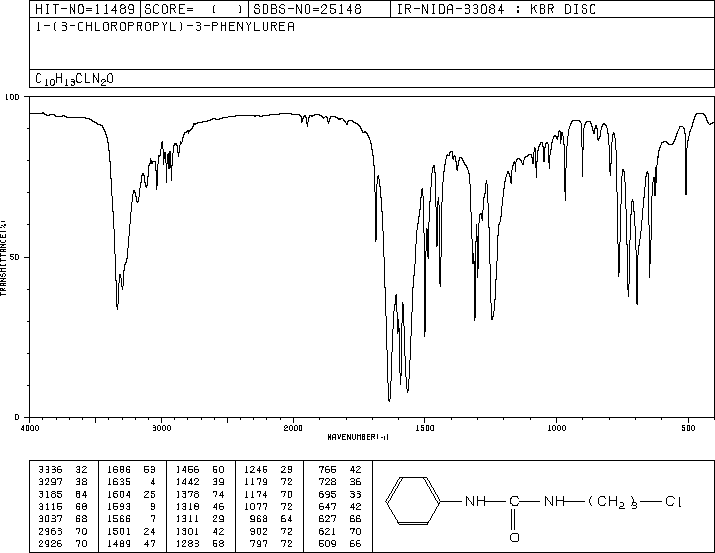 HIT-NO=11489 SCORE= ( ) SDBS-NO=25148 IR-NIDA-33084 : KBR DISC
1-(3-CHLOROPROPYL)-3-PHENYLUREA
C10H13CLN2O
100
50
0
TRANSMITTANCE(%)
4000 3000 2000 1500 1000 500
WAVENUMBER(-1)
3336 32 1686 53 1456 50 1245 29 765 42
3297 38 1635 4 1442 39 1179 72 728 36
3185 64 1604 25 1378 74 1174 70 695 33
3115 68 1593 9 1318 46 1077 72 647 42
3037 68 1566 7 1311 29 968 64 627 66
2963 70 1501 24 1301 42 902 72 621 70
2926 70 1489 47 1283 58 797 72 509 66
NH C NH (CH2)3 Cl
O